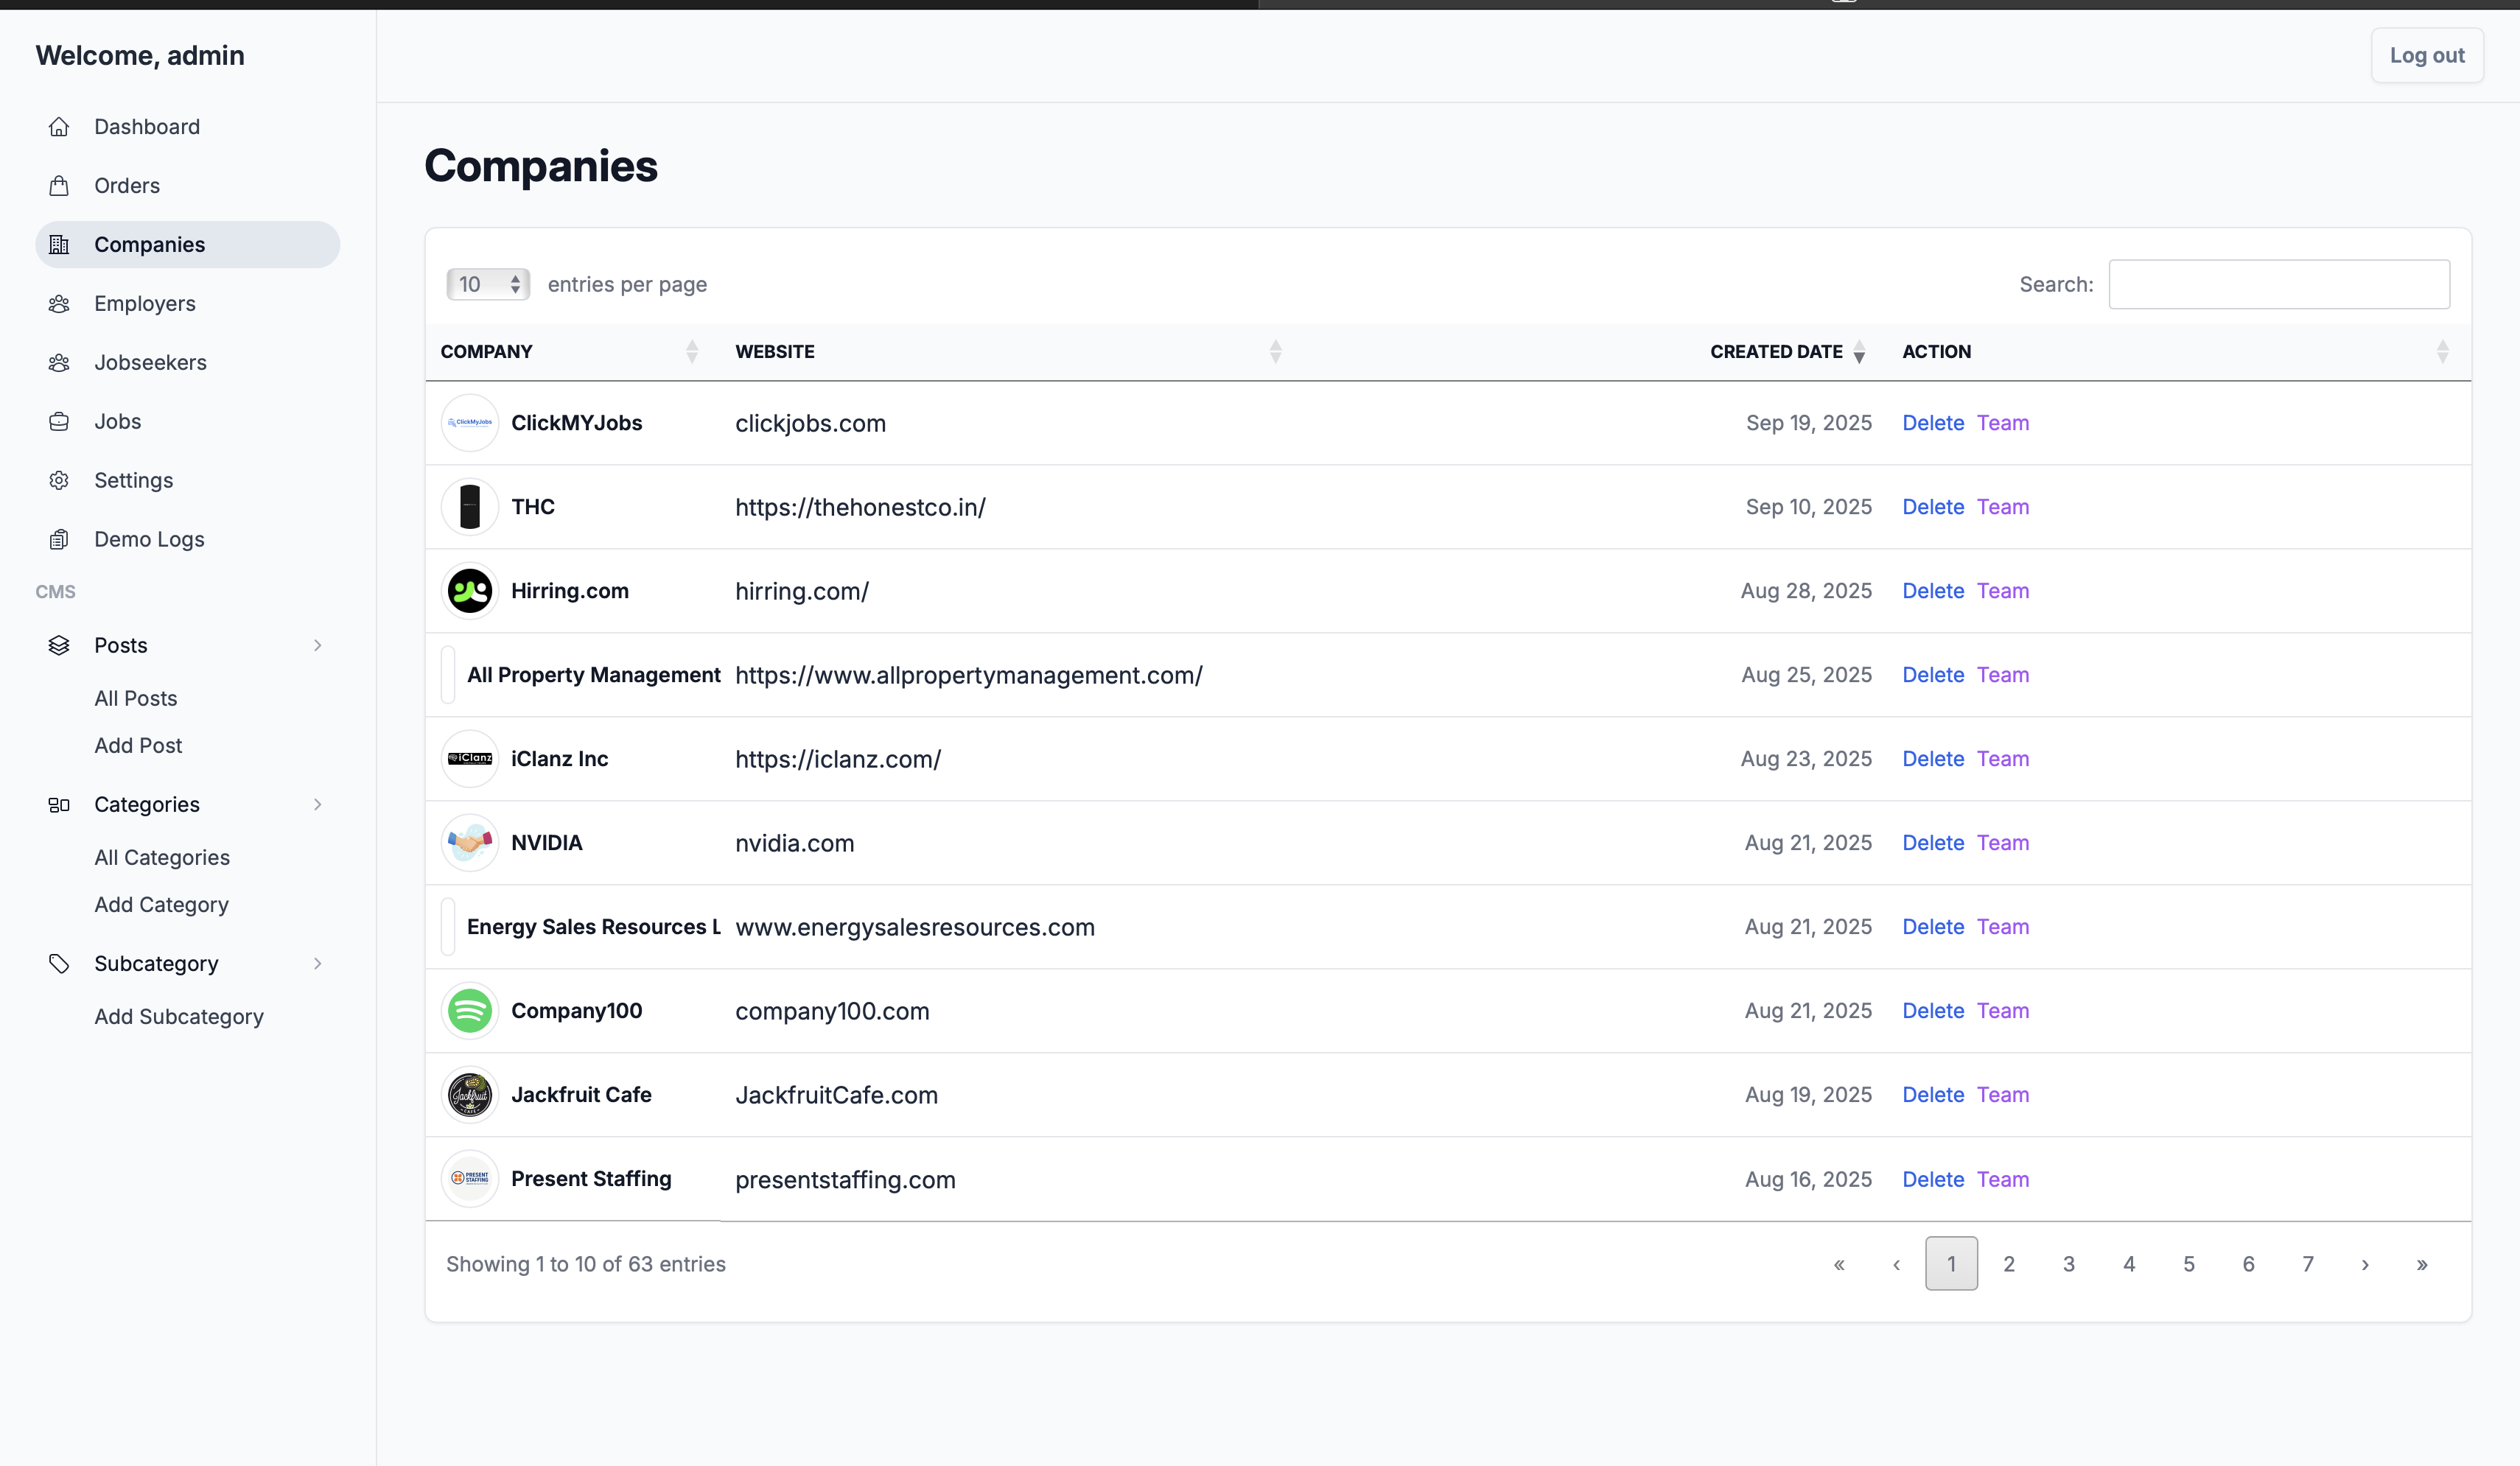 Welcome, admin
Log out
Dashboard
Orders
Companies
Employers
Jobseekers
Jobs
Settings
Demo Logs
CMS
Posts
All Posts
Add Post
Categories
All Categories
Add Category
Subcategory
Add Subcategory
Companies
10 entries per page
Search:
COMPANY WEBSITE CREATED DATE ACTION
ClickMyJobs ClickMYJobs clickjobs.com Sep 19, 2025 Delete Team
THC https://thehonestco.in/ Sep 10, 2025 Delete Team
Hirring.com hirring.com/ Aug 28, 2025 Delete Team
All Property Management https://www.allpropertymanagement.com/ Aug 25, 2025 Delete Team
iClanz iClanz Inc https://iclanz.com/ Aug 23, 2025 Delete Team
NVIDIA nvidia.com Aug 21, 2025 Delete Team
Energy Sales Resources L www.energysalesresources.com Aug 21, 2025 Delete Team
Company100 company100.com Aug 21, 2025 Delete Team
Jackfruit CAFE Jackfruit Cafe JackfruitCafe.com Aug 19, 2025 Delete Team
PRESENT STAFFING Present Staffing presentstaffing.com Aug 16, 2025 Delete Team
Showing 1 to 10 of 63 entries
« ‹ 1 2 3 4 5 6 7 › »